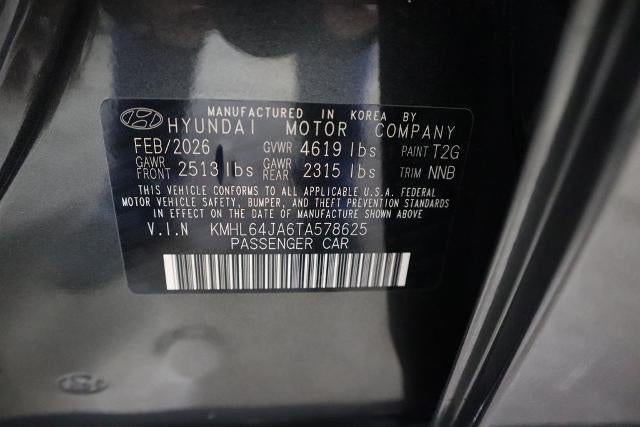 MANUFACTURED IN KOREA BY
HYUNDAI MOTOR COMPANY
FEB/2026 GVWR 4619 lbs PAINT T2G
GAWR FRONT 2513 lbs GAWR REAR 2315 lbs TRIM NNB
THIS VEHICLE CONFORMS TO ALL APPLICABLE U.S.A. FEDERAL
MOTOR VEHICLE SAFETY, BUMPER, AND THEFT PREVENTION STANDARDS
IN EFFECT ON THE DATE OF MANUFACTURE SHOWN ABOVE
V.I.N KMHL64JA6TA578625
PASSENGER CAR